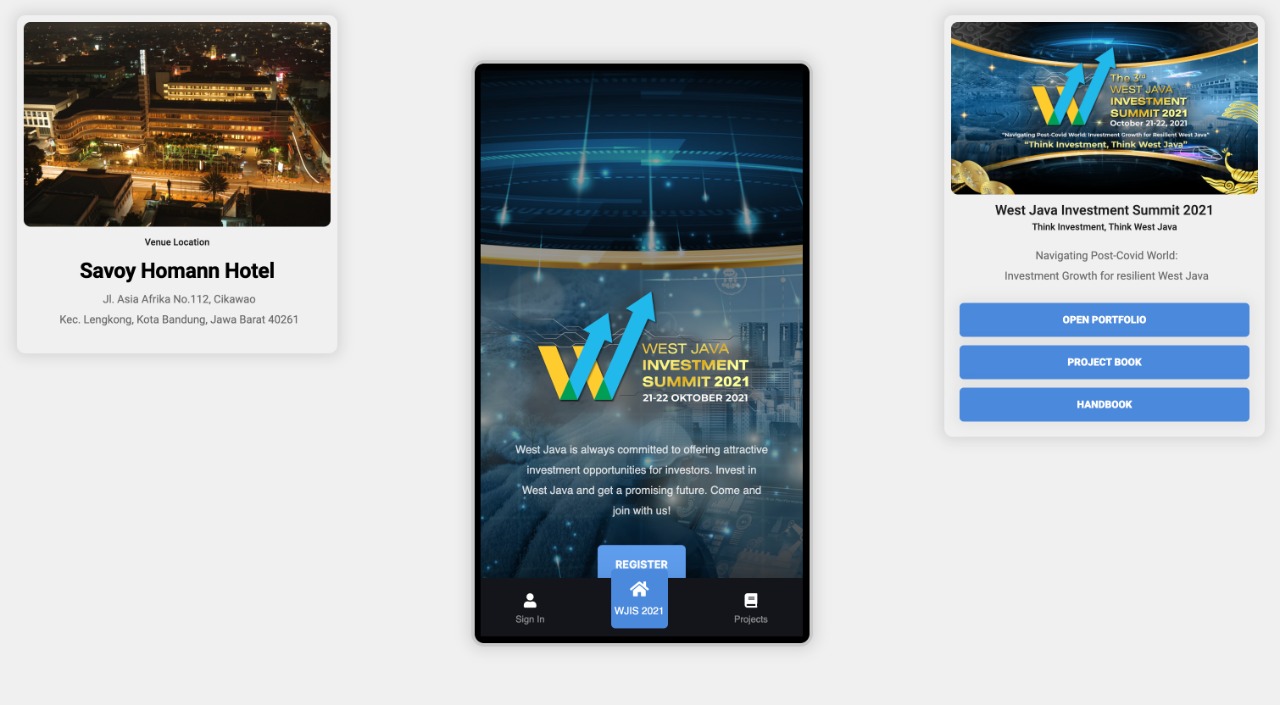 Venue Location
Savoy Homann Hotel
Jl. Asia Afrika No.112, Cikawao
Kec. Lengkong, Kota Bandung, Jawa Barat 40261
WEST JAVA
INVESTMENT
SUMMIT 2021
21-22 OKTOBER 2021
West Java is always committed to offering attractive
investment opportunities for investors. Invest in
West Java and get a promising future. Come and
join with us!
REGISTER
Sign In
WJIS 2021
Projects
The 3rd
WEST JAVA
INVESTMENT
SUMMIT 2021
October 21-22, 2021
"Navigating Post-Covid World: Investment Growth for Resilient West Java"
"Think Investment, Think West Java"
West Java Investment Summit 2021
Think Investment, Think West Java
Navigating Post-Covid World:
Investment Growth for resilient West Java
OPEN PORTFOLIO
PROJECT BOOK
HANDBOOK